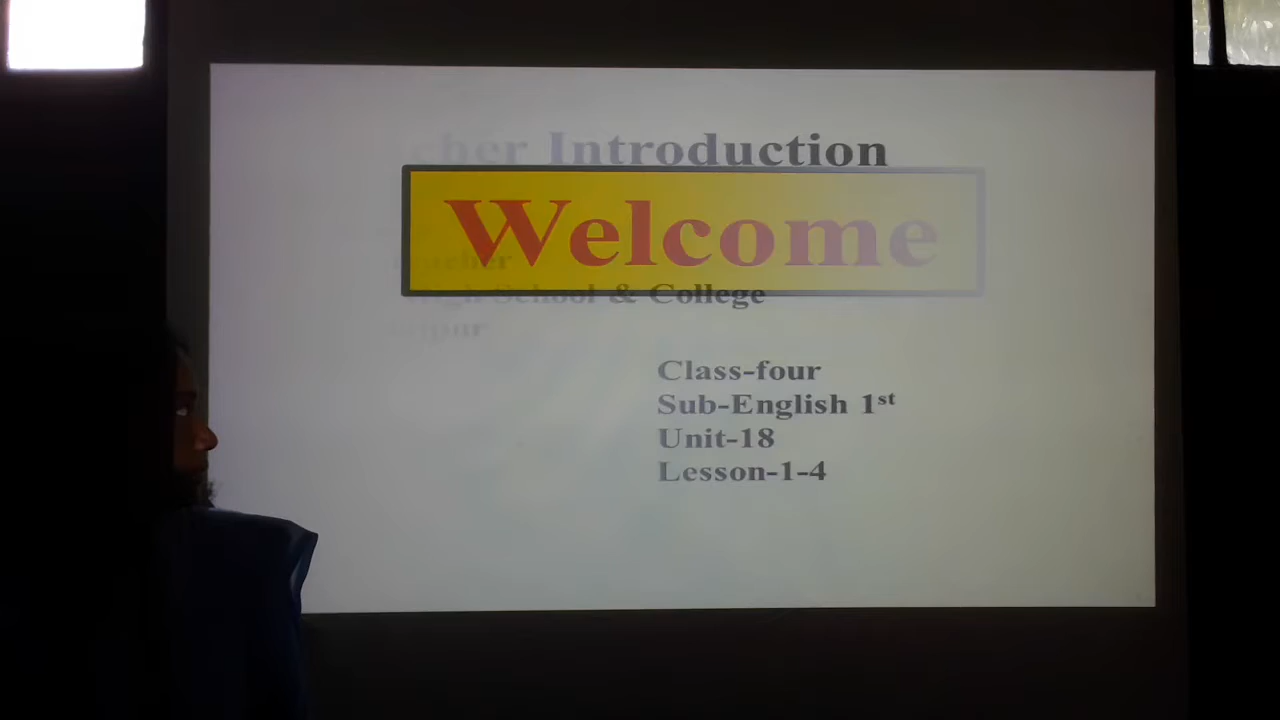 Introduction
Welcome
School & College
Class-four
Sub-English 1st
Unit-18
Lesson-1-4